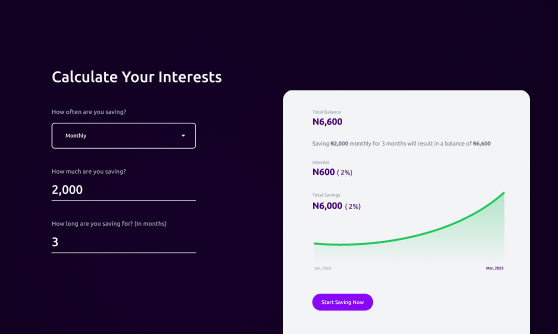 Calculate Your Interests
How often are you saving?
Monthly
How much are you saving?
2,000
How long are you saving for? (In months)
3
Total Balance
₦6,600
Saving ₦2,000 monthly for 3 months will result in a balance of ₦6,600
Interest
₦600 ( 2%)
Total Savings
₦6,000 ( 2%)
Jan, 2023
Mar, 2023
Start Saving Now